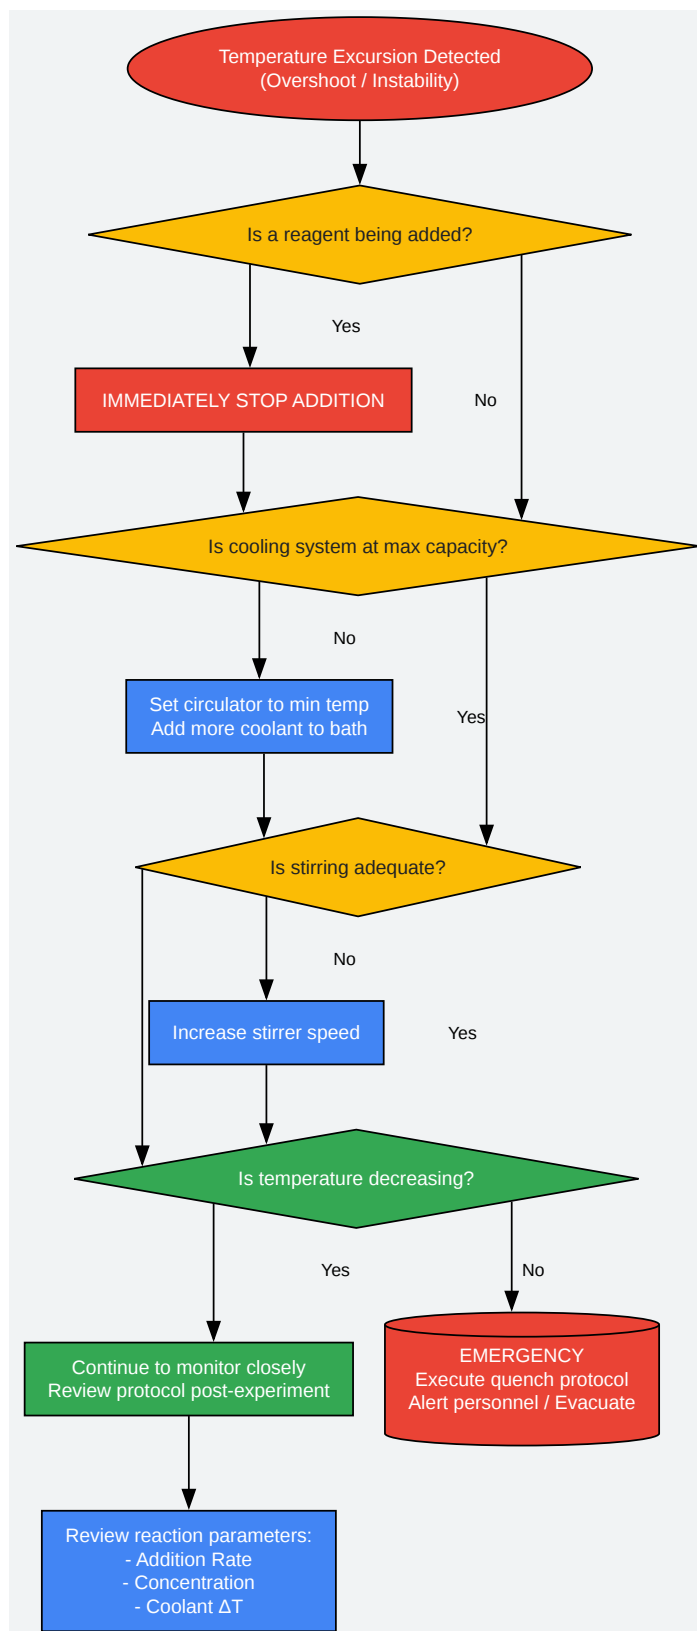 Temperature Excursion Detected
(Overshoot / Instability)
Is a reagent being added?
Yes
IMMEDIATELY STOP ADDITION
No
Is cooling system at max capacity?
No
Set circulator to min temp
Add more coolant to bath
Yes
Is stirring adequate?
No
Increase stirrer speed
Yes
Is temperature decreasing?
Yes
No
EMERGENCY
Execute quench protocol
Alert personnel / Evacuate
Continue to monitor closely
Review protocol post-experiment
Review reaction parameters:
- Addition Rate
- Concentration
- Coolant ΔT